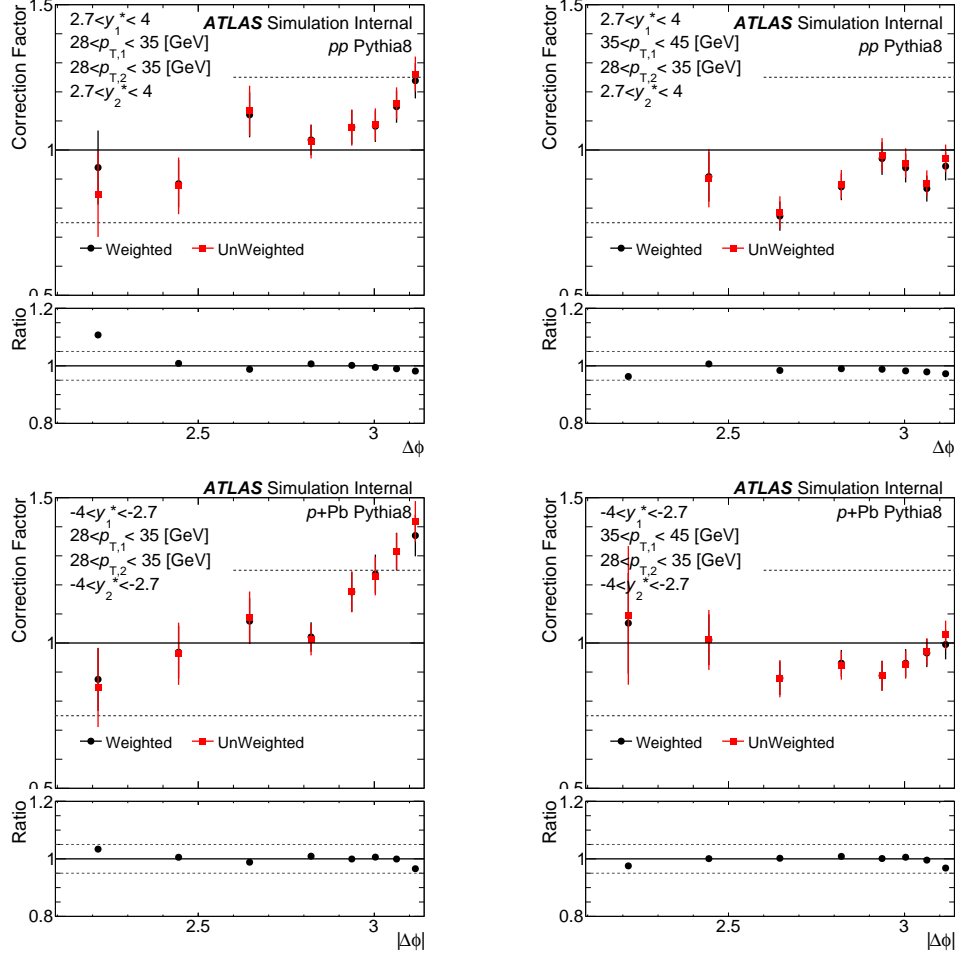 ATLAS Simulation Internal
pp Pythia8
2.7<y₁*< 4
28<p_T,1< 35 [GeV]
28<p_T,2< 35 [GeV]
2.7<y₂*< 4
Correction Factor
1.5
1
0.5
Weighted
UnWeighted
Ratio
1.2
1
0.8
2.5
3
Δϕ
ATLAS Simulation Internal
pp Pythia8
2.7<y₁*< 4
35<p_T,1< 45 [GeV]
28<p_T,2< 35 [GeV]
2.7<y₂*< 4
Correction Factor
1.5
1
0.5
Weighted
UnWeighted
Ratio
1.2
1
0.8
2.5
3
Δϕ
ATLAS Simulation Internal
p+Pb Pythia8
-4<y₁*<-2.7
28<p_T,1< 35 [GeV]
28<p_T,2< 35 [GeV]
-4<y₂*<-2.7
Correction Factor
1.5
1
0.5
Weighted
UnWeighted
Ratio
1.2
1
0.8
2.5
3
|Δϕ|
ATLAS Simulation Internal
p+Pb Pythia8
-4<y₁*<-2.7
35<p_T,1< 45 [GeV]
28<p_T,2< 35 [GeV]
-4<y₂*<-2.7
Correction Factor
1.5
1
0.5
Weighted
UnWeighted
Ratio
1.2
1
0.8
2.5
3
|Δϕ|